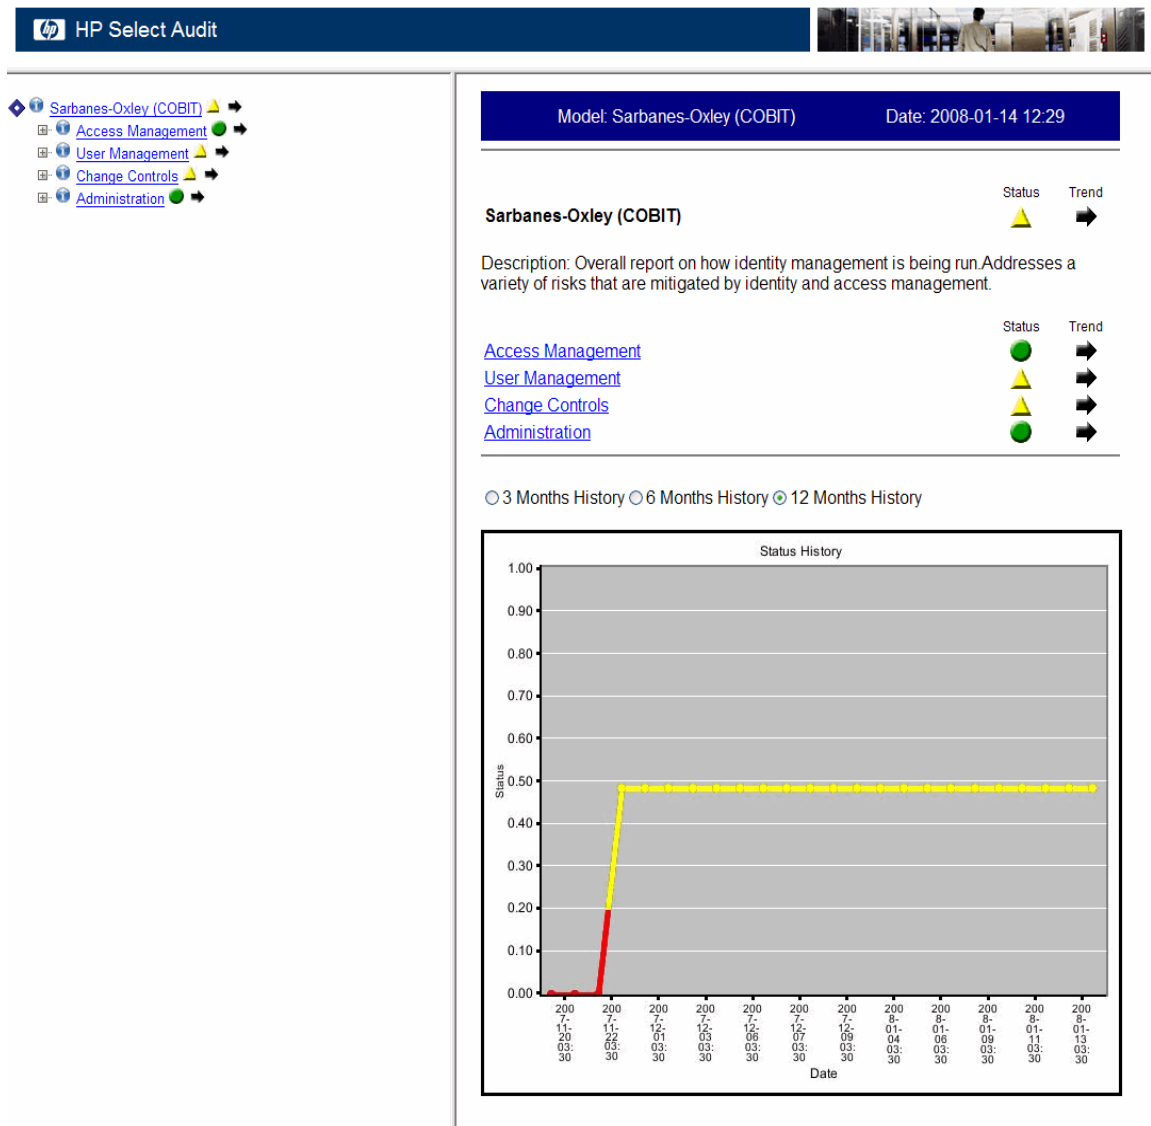 hp HP Select Audit
Sarbanes-Oxley (COBIT)
Access Management
User Management
Change Controls
Administration
Model: Sarbanes-Oxley (COBIT) Date: 2008-01-14 12:29
Status Trend
Sarbanes-Oxley (COBIT)
Description: Overall report on how identity management is being run.Addresses a
variety of risks that are mitigated by identity and access management.
Status Trend
Access Management
User Management
Change Controls
Administration
3 Months History 6 Months History 12 Months History
Status History
1.00
0.90
0.80
0.70
0.60
0.50
0.40
0.30
0.20
0.10
0.00
Status
200 200 200 200 200 200 200 200 200 200 200 200
7- 7- 7- 7- 7- 7- 7- 8- 8- 8- 8- 8-
11- 11- 12- 12- 12- 12- 12- 01- 01- 01- 01- 01-
20 22 01 03 06 07 09 04 06 09 11 13
03: 03: 03: 03: 03: 03: 03: 03: 03: 03: 03: 03:
30 30 30 30 30 30 30 30 30 30 30 30
Date